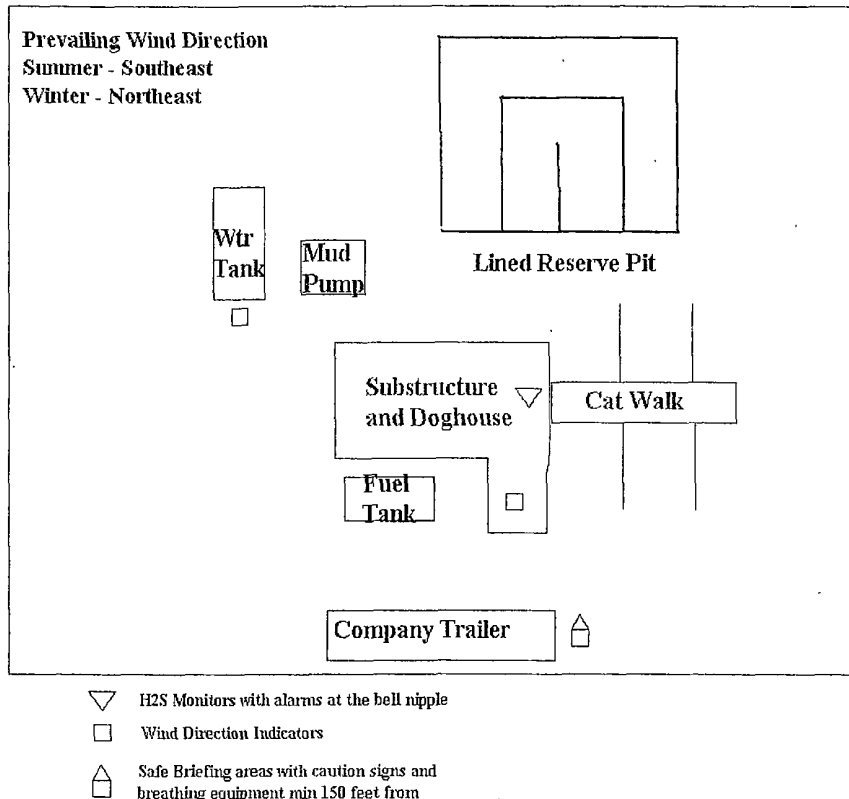 Prevailing Wind Direction
Summer - Southeast
Winter - Northeast
Wtr
Tank
Mud
Pump
Lined Reserve Pit
Substructure
and Doghouse
Cat Walk
Fuel
Tank
Company Trailer
H2S Monitors with alarms at the bell nipple
Wind Direction Indicators
Safe Briefing areas with caution signs and
breathing equipment min 150 feet from